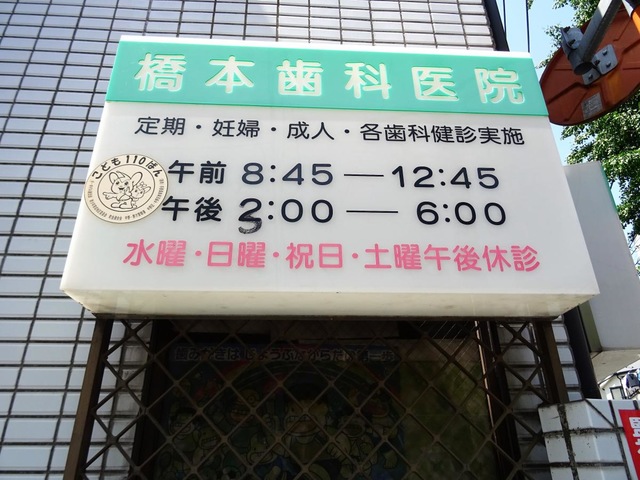 橋本歯科医院
定期・妊婦・成人・各歯科健診実施
こども110ばん
午前 8:45 — 12:45
午後 3:00 — 6:00
水曜・日曜・祝日・土曜午後休診